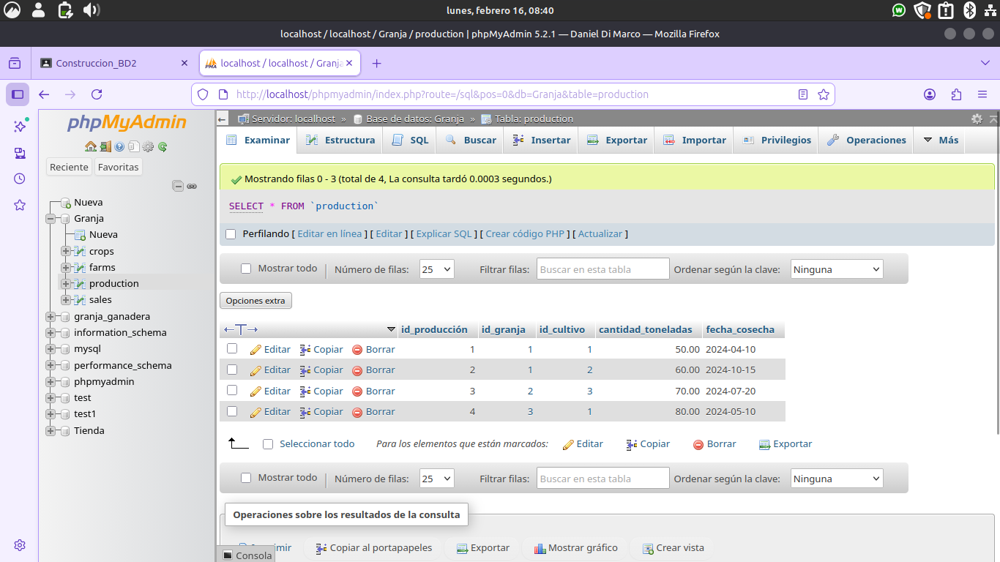 lunes, febrero 16, 08:40
localhost / localhost / Granja / production | phpMyAdmin 5.2.1 — Daniel Di Marco — Mozilla Firefox
Construccion_BD2
localhost / localhost / Granja
http://localhost/phpmyadmin/index.php?route=/sql&pos=0&db=Granja&table=production
phpMyAdmin
Reciente Favoritas
Nueva
Granja
Nueva
crops
farms
production
sales
granja_ganadera
information_schema
mysql
performance_schema
phpmyadmin
test
test1
Tienda
Servidor: localhost » Base de datos: Granja » Tabla: production
Examinar Estructura SQL Buscar Insertar Exportar Importar Privilegios Operaciones Más
Mostrando filas 0 - 3 (total de 4, La consulta tardó 0.0003 segundos.)
SELECT * FROM `production`
Perfilando [ Editar en línea ] [ Editar ] [ Explicar SQL ] [ Crear código PHP ] [ Actualizar ]
Mostrar todo Número de filas: 25 Filtrar filas: Buscar en esta tabla Ordenar según la clave: Ninguna
Opciones extra
←T→ id_producción id_granja id_cultivo cantidad_toneladas fecha_cosecha
Editar Copiar Borrar 1 1 1 50.00 2024-04-10
Editar Copiar Borrar 2 1 2 60.00 2024-10-15
Editar Copiar Borrar 3 2 3 70.00 2024-07-20
Editar Copiar Borrar 4 3 1 80.00 2024-05-10
Seleccionar todo Para los elementos que están marcados: Editar Copiar Borrar Exportar
Mostrar todo Número de filas: 25 Filtrar filas: Buscar en esta tabla Ordenar según la clave: Ninguna
Operaciones sobre los resultados de la consulta
Copiar al portapapeles Exportar Mostrar gráfico Crear vista
Consola